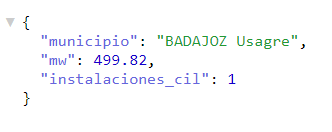 {
"municipio": "BADAJOZ Usagre",
"mw": 499.82,
"instalaciones_cil": 1
}